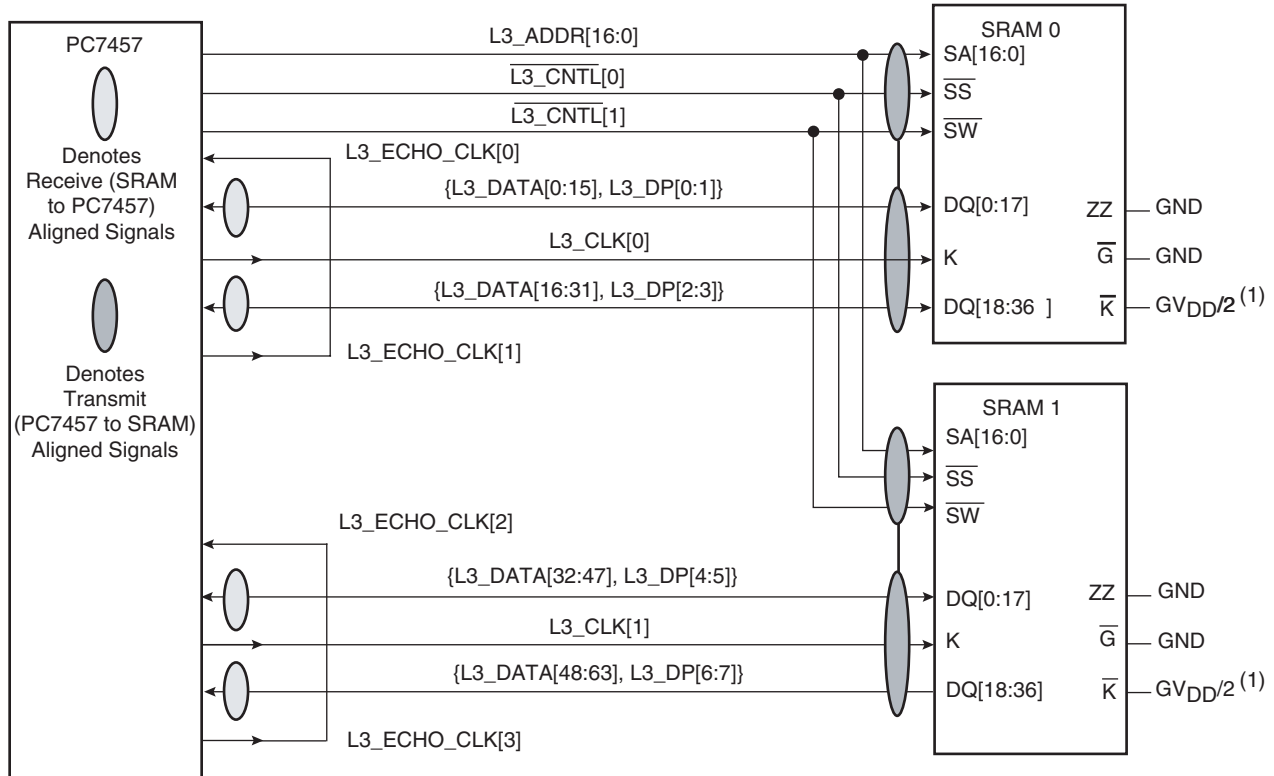 PC7457
Denotes
Receive (SRAM
to PC7457)
Aligned Signals
Denotes
Transmit
(PC7457 to SRAM)
Aligned Signals
L3_ADDR[16:0]
L3_CNTL[0]
L3_CNTL[1]
L3_ECHO_CLK[0]
{L3_DATA[0:15], L3_DP[0:1]}
L3_CLK[0]
{L3_DATA[16:31], L3_DP[2:3]}
L3_ECHO_CLK[1]
SRAM 0
SA[16:0]
SS
SW
DQ[0:17]
ZZ
GND
K
G
GND
DQ[18:36 ]
K
GVDD/2 (1)
SRAM 1
SA[16:0]
SS
SW
L3_ECHO_CLK[2]
{L3_DATA[32:47], L3_DP[4:5]}
L3_CLK[1]
{L3_DATA[48:63], L3_DP[6:7]}
L3_ECHO_CLK[3]
DQ[0:17]
ZZ
GND
K
G
GND
DQ[18:36]
K
GVDD/2 (1)